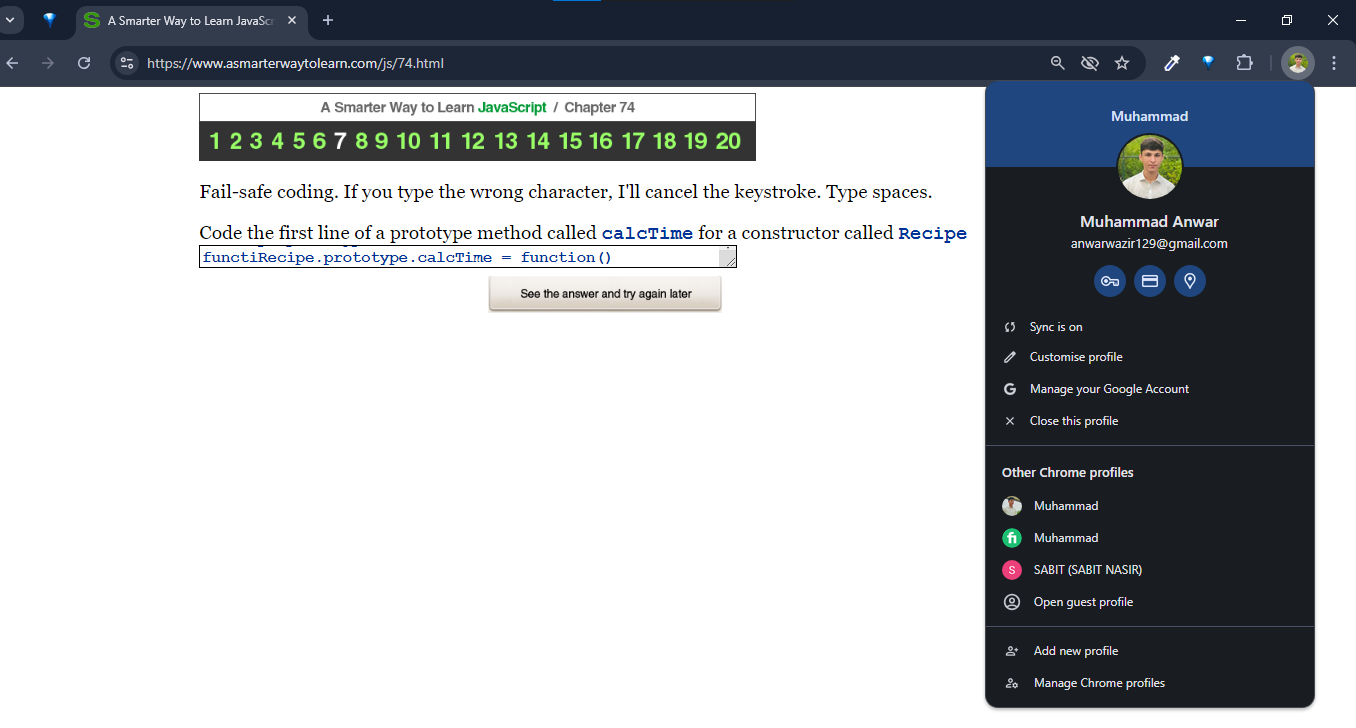 A Smarter Way to Learn JavaSc
https://www.asmarterwaytolearn.com/js/74.html
A Smarter Way to Learn JavaScript / Chapter 74
1 2 3 4 5 6 7 8 9 10 11 12 13 14 15 16 17 18 19 20
Fail-safe coding. If you type the wrong character, I'll cancel the keystroke. Type spaces.
Code the first line of a prototype method called calcTime for a constructor called Recipe
functiRecipe.prototype.calcTime = function()
See the answer and try again later
Muhammad
Muhammad Anwar
anwarwazir129@gmail.com
Sync is on
Customise profile
Manage your Google Account
Close this profile
Other Chrome profiles
Muhammad
Muhammad
SABIT (SABIT NASIR)
Open guest profile
Add new profile
Manage Chrome profiles